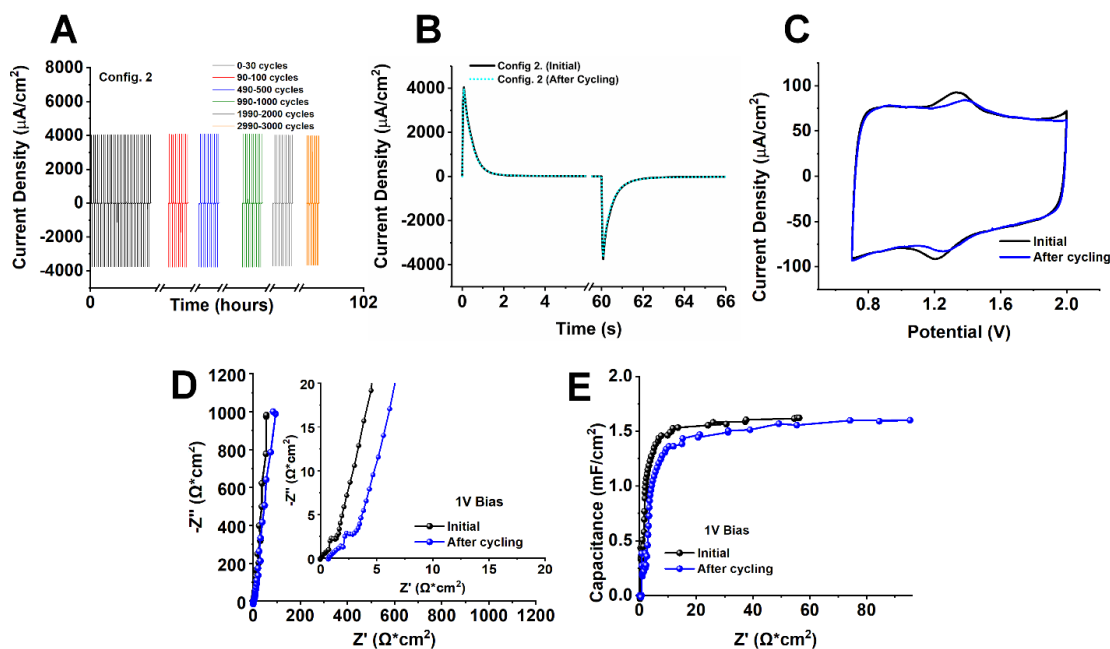 A
Config. 2
0-30 cycles
90-100 cycles
490-500 cycles
990-1000 cycles
1990-2000 cycles
2990-3000 cycles
Current Density (µA/cm²)
8000
6000
4000
2000
0
-2000
-4000
0
102
Time (hours)
B
Config 2. (Initial)
Config. 2 (After Cycling)
Current Density (µA/cm²)
4000
2000
0
-2000
-4000
0
2
4
60
62
64
66
Time (s)
C
Current Density (µA/cm²)
100
50
0
-50
-100
Initial
After cycling
0.8
1.2
1.6
2.0
Potential (V)
D
-Z'' (Ω*cm²)
1200
1000
800
600
400
200
0
0
200
400
600
800
1000
1200
Z' (Ω*cm²)
-Z'' (Ω*cm²)
20
15
10
5
0
0
5
10
15
20
Z' (Ω*cm²)
1V Bias
Initial
After cycling
E
Capacitance (mF/cm²)
2.0
1.5
1.0
0.5
0.0
1V Bias
Initial
After cycling
0
20
40
60
80
Z' (Ω*cm²)